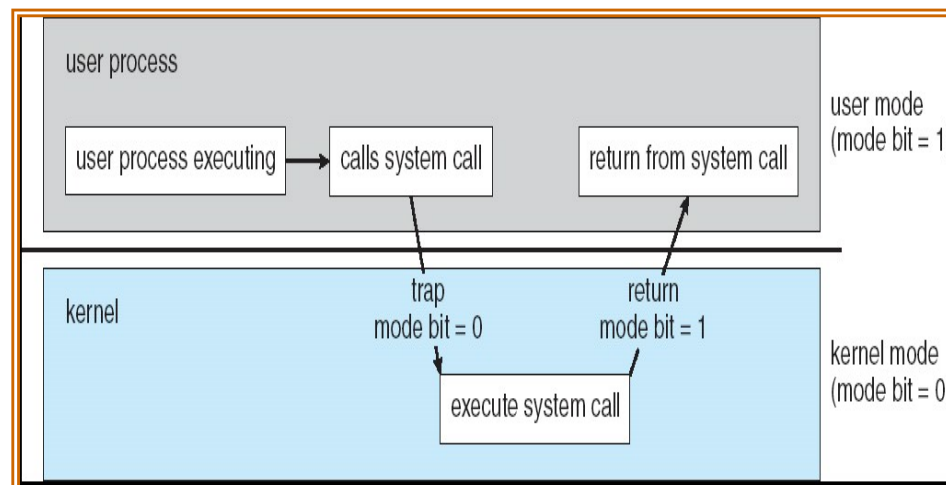 user process
user process executing
calls system call
return from system call
user mode
(mode bit = 1
trap
mode bit = 0
return
mode bit = 1
kernel
execute system call
kernel mode
(mode bit = 0